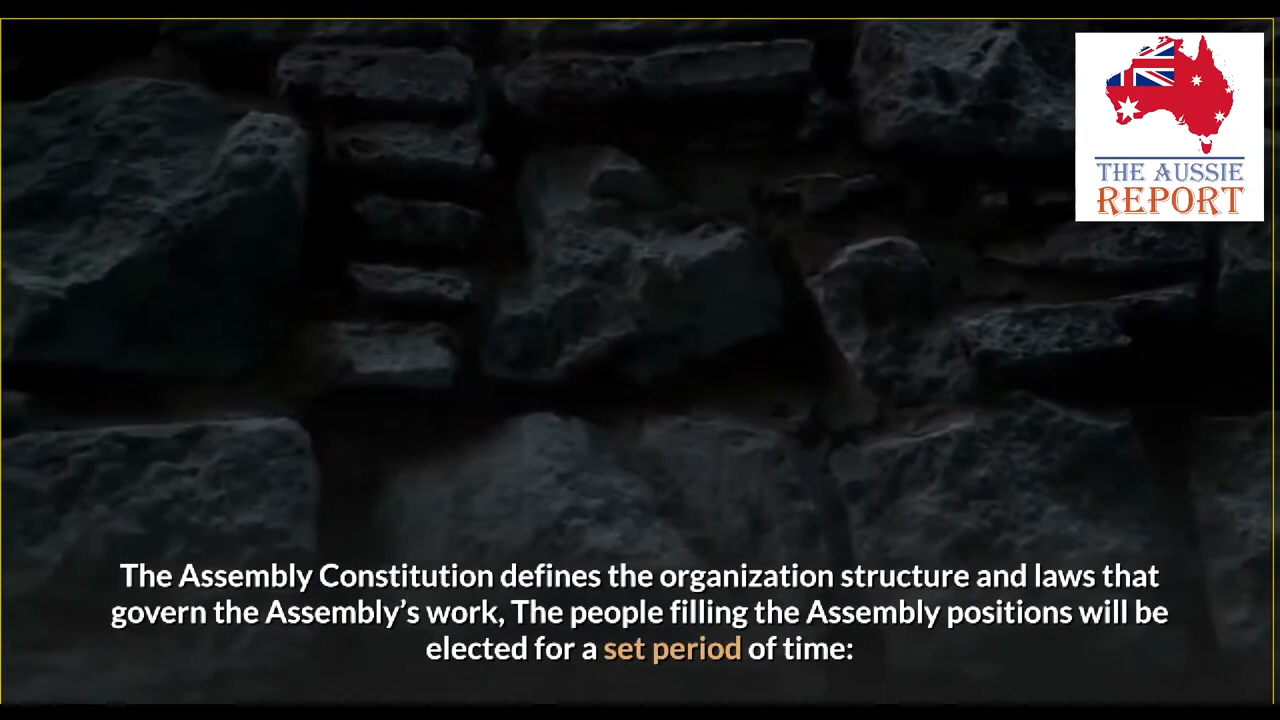 THE AUSSIE
REPORT
The Assembly Constitution defines the organization structure and laws that
govern the Assembly’s work, The people filling the Assembly positions will be
elected for a set period of time: